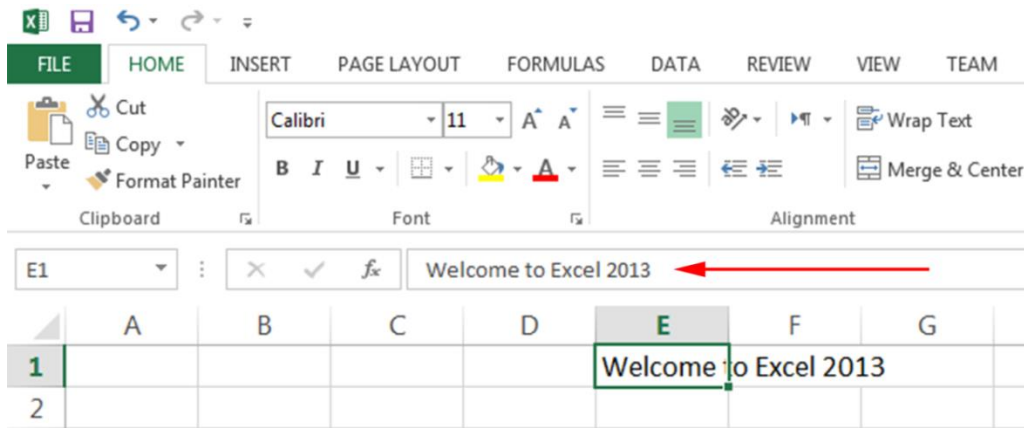 FILE HOME INSERT PAGE LAYOUT FORMULAS DATA REVIEW VIEW TEAM
Cut
Copy
Paste
Format Painter
Clipboard
Calibri 11 A A
B I U A
Font
Wrap Text
Merge & Center
Alignment
E1 fx Welcome to Excel 2013
A B C D E F G
1 Welcome to Excel 2013
2